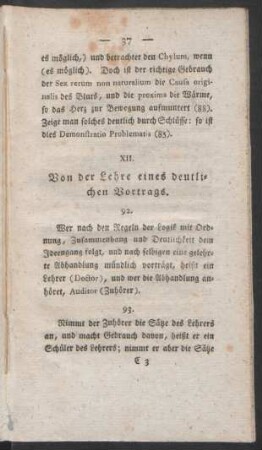 — 37 —
es möglich,) und betrachtet den Chylum, wenn
(es möglich). Doch ist der richtige Gebrauch
der Sex rerum non naturalium die Causa origi-
nalis des Bluts, und die proxima die Wärme,
so das Herz zur Bewegung aufmuntert (88).
Zeigt man solches deutlich durch Schlüsse: so ist
dies Demonstratio Problematis (85).
XII.
Von der Lehre eines deutli-
chen Vortrags.
92.
Wer nach den Regeln der Logik mit Ord-
nung, Zusammenhang und Deutlichkeit dem
Ideengang folgt, und nach selbigen eine gelehr-
te Abhandlung mündlich vorträgt, heißt ein
Lehrer (Doctor), und wer die Abhandlung an-
höret, Auditor (Zuhörer).
93.
Nimmt der Zuhörer die Sätze des Lehrers
an, und macht Gebrauch davon, heißt er ein
Schüler des Lehrers; nimmt er aber die Sätze
C 3